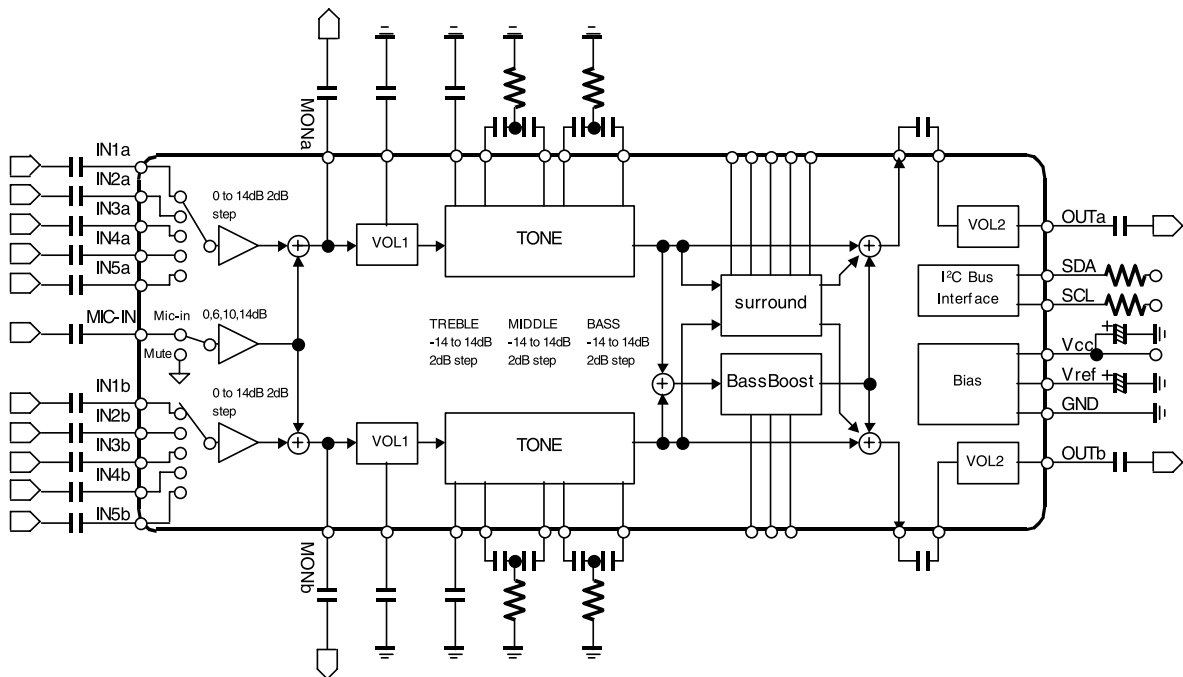 MONa
IN1a
IN2a
IN3a
IN4a
IN5a
0 to 14dB 2dB
step
VOL1
TONE
VOL2
OUTa
MIC-IN
Mic-in
0,6,10,14dB
Mute
TREBLE
-14 to 14dB
2dB step
MIDDLE
-14 to 14dB
2dB step
BASS
-14 to 14dB
2dB step
surround
BassBoost
I²C Bus
Interface
SDA
SCL
Bias
Vcc
+
Vref
+
GND
IN1b
IN2b
IN3b
IN4b
IN5b
0 to 14dB 2dB
step
VOL1
TONE
VOL2
OUTb
MONb